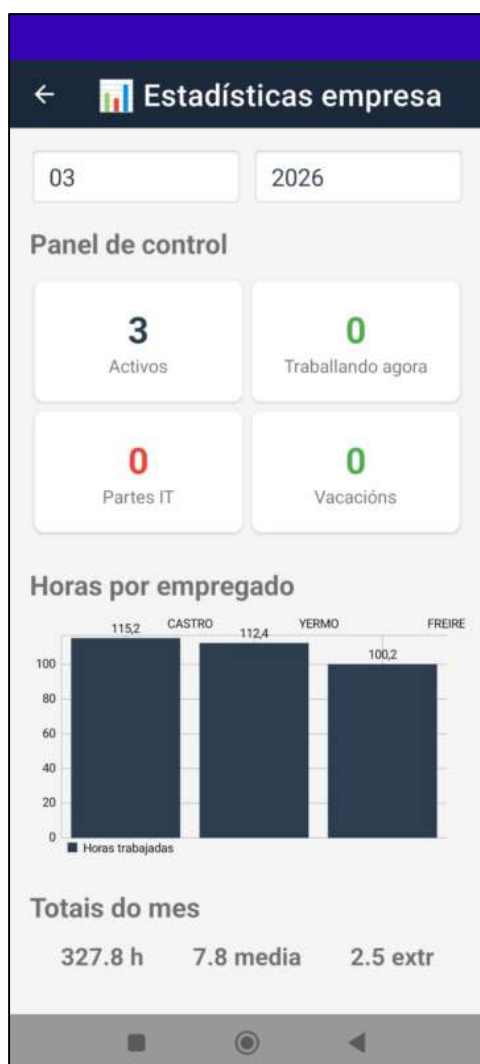 Estadísticas empresa
03 2026
Panel de control
3 0
Activos Traballando agora
0 0
Partes IT Vacacións
Horas por empregado
115,2 CASTRO 112,4 YERMO 100,2 FREIRE
100
80
60
40
20
0
Horas trabajadas
Totais do mes
327.8 h 7.8 media 2.5 extr